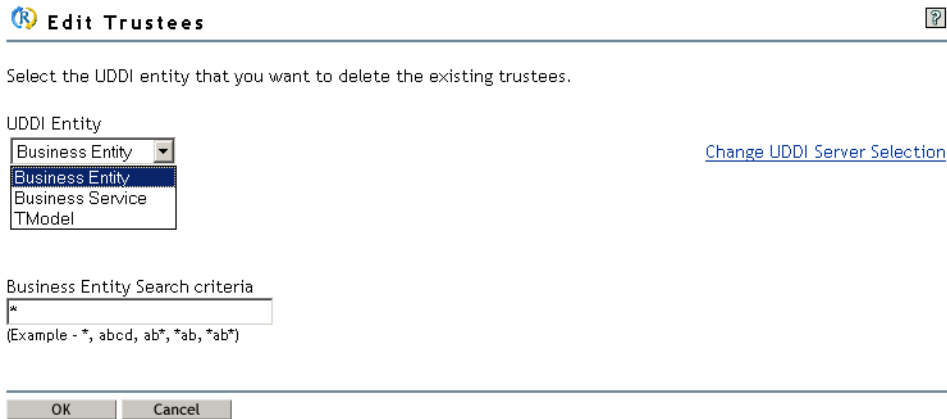 Edit Trustees
?
Select the UDDI entity that you want to delete the existing trustees.
UDDI Entity
Business Entity
Change UDDI Server Selection
Business Entity
Business Service
TModel
Business Entity Search criteria
*
(Example - *, abcd, ab*, *ab, *ab*)
OK Cancel